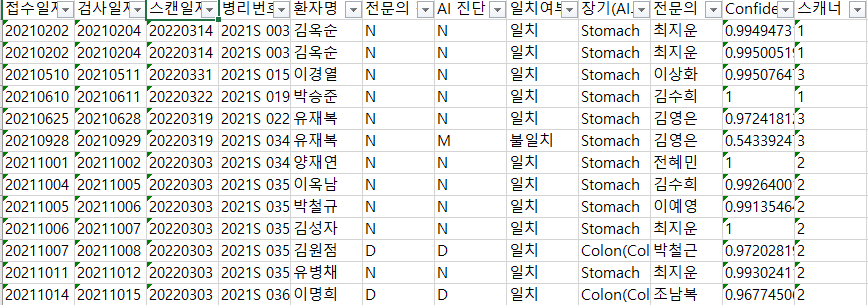 접수일자 검사일자 스캔일자 병리번호 환자명 전문의 AI 진단 일치여부 장기(AI. 전문의 Confide 스캐너
20210202 20210204 20220314 2021S 003 김옥순 N N 일치 Stomach 최지운 0.9949473 1
20210202 20210204 20220314 2021S 003 김옥순 N N 일치 Stomach 최지운 0.9950051 1
20210510 20210511 20220331 2021S 015 이경열 N N 일치 Stomach 이상화 0.9950764 3
20210610 20210611 20220322 2021S 019 박승준 N N 일치 Stomach 김수희 1 1
20210625 20210628 20220319 2021S 022 유재복 N N 일치 Stomach 김영은 0.9724181 3
20210928 20210929 20220319 2021S 034 유재복 N M 불일치 Stomach 김영은 0.5433924 3
20211001 20211002 20220303 2021S 034 양재연 N N 일치 Stomach 전혜민 1 2
20211004 20211005 20220303 2021S 035 이옥남 N N 일치 Stomach 김수희 0.9926400 2
20211005 20211006 20220303 2021S 035 박철규 N N 일치 Stomach 이예영 0.9913546 2
20211006 20211007 20220303 2021S 035 김성자 N N 일치 Stomach 최지운 1 2
20211007 20211008 20220303 2021S 035 김원점 D D 일치 Colon(Col 박철근 0.9720281 2
20211011 20211012 20220303 2021S 035 유병채 N N 일치 Stomach 최지운 0.9930241 2
20211014 20211015 20220303 2021S 036 이명희 D D 일치 Colon(Col 조남복 0.9677450 2